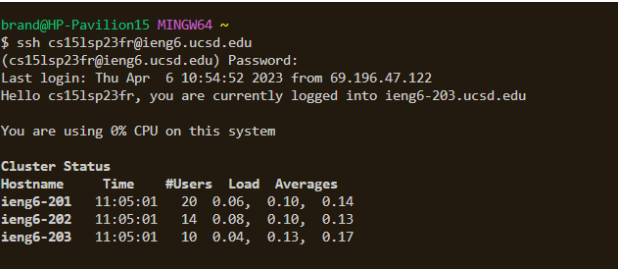 brand@HP-Pavilion15 MINGW64 ~
$ ssh cs15lsp23fr@ieng6.ucsd.edu
(cs15lsp23fr@ieng6.ucsd.edu) Password:
Last login: Thu Apr  6 10:54:52 2023 from 69.196.47.122
Hello cs15lsp23fr, you are currently logged into ieng6-203.ucsd.edu
You are using 0% CPU on this system
Cluster Status
Hostname     Time    #Users  Load  Averages
ieng6-201   11:05:01   20  0.06,  0.10,  0.14
ieng6-202   11:05:01   14  0.08,  0.10,  0.13
ieng6-203   11:05:01   10  0.04,  0.13,  0.17